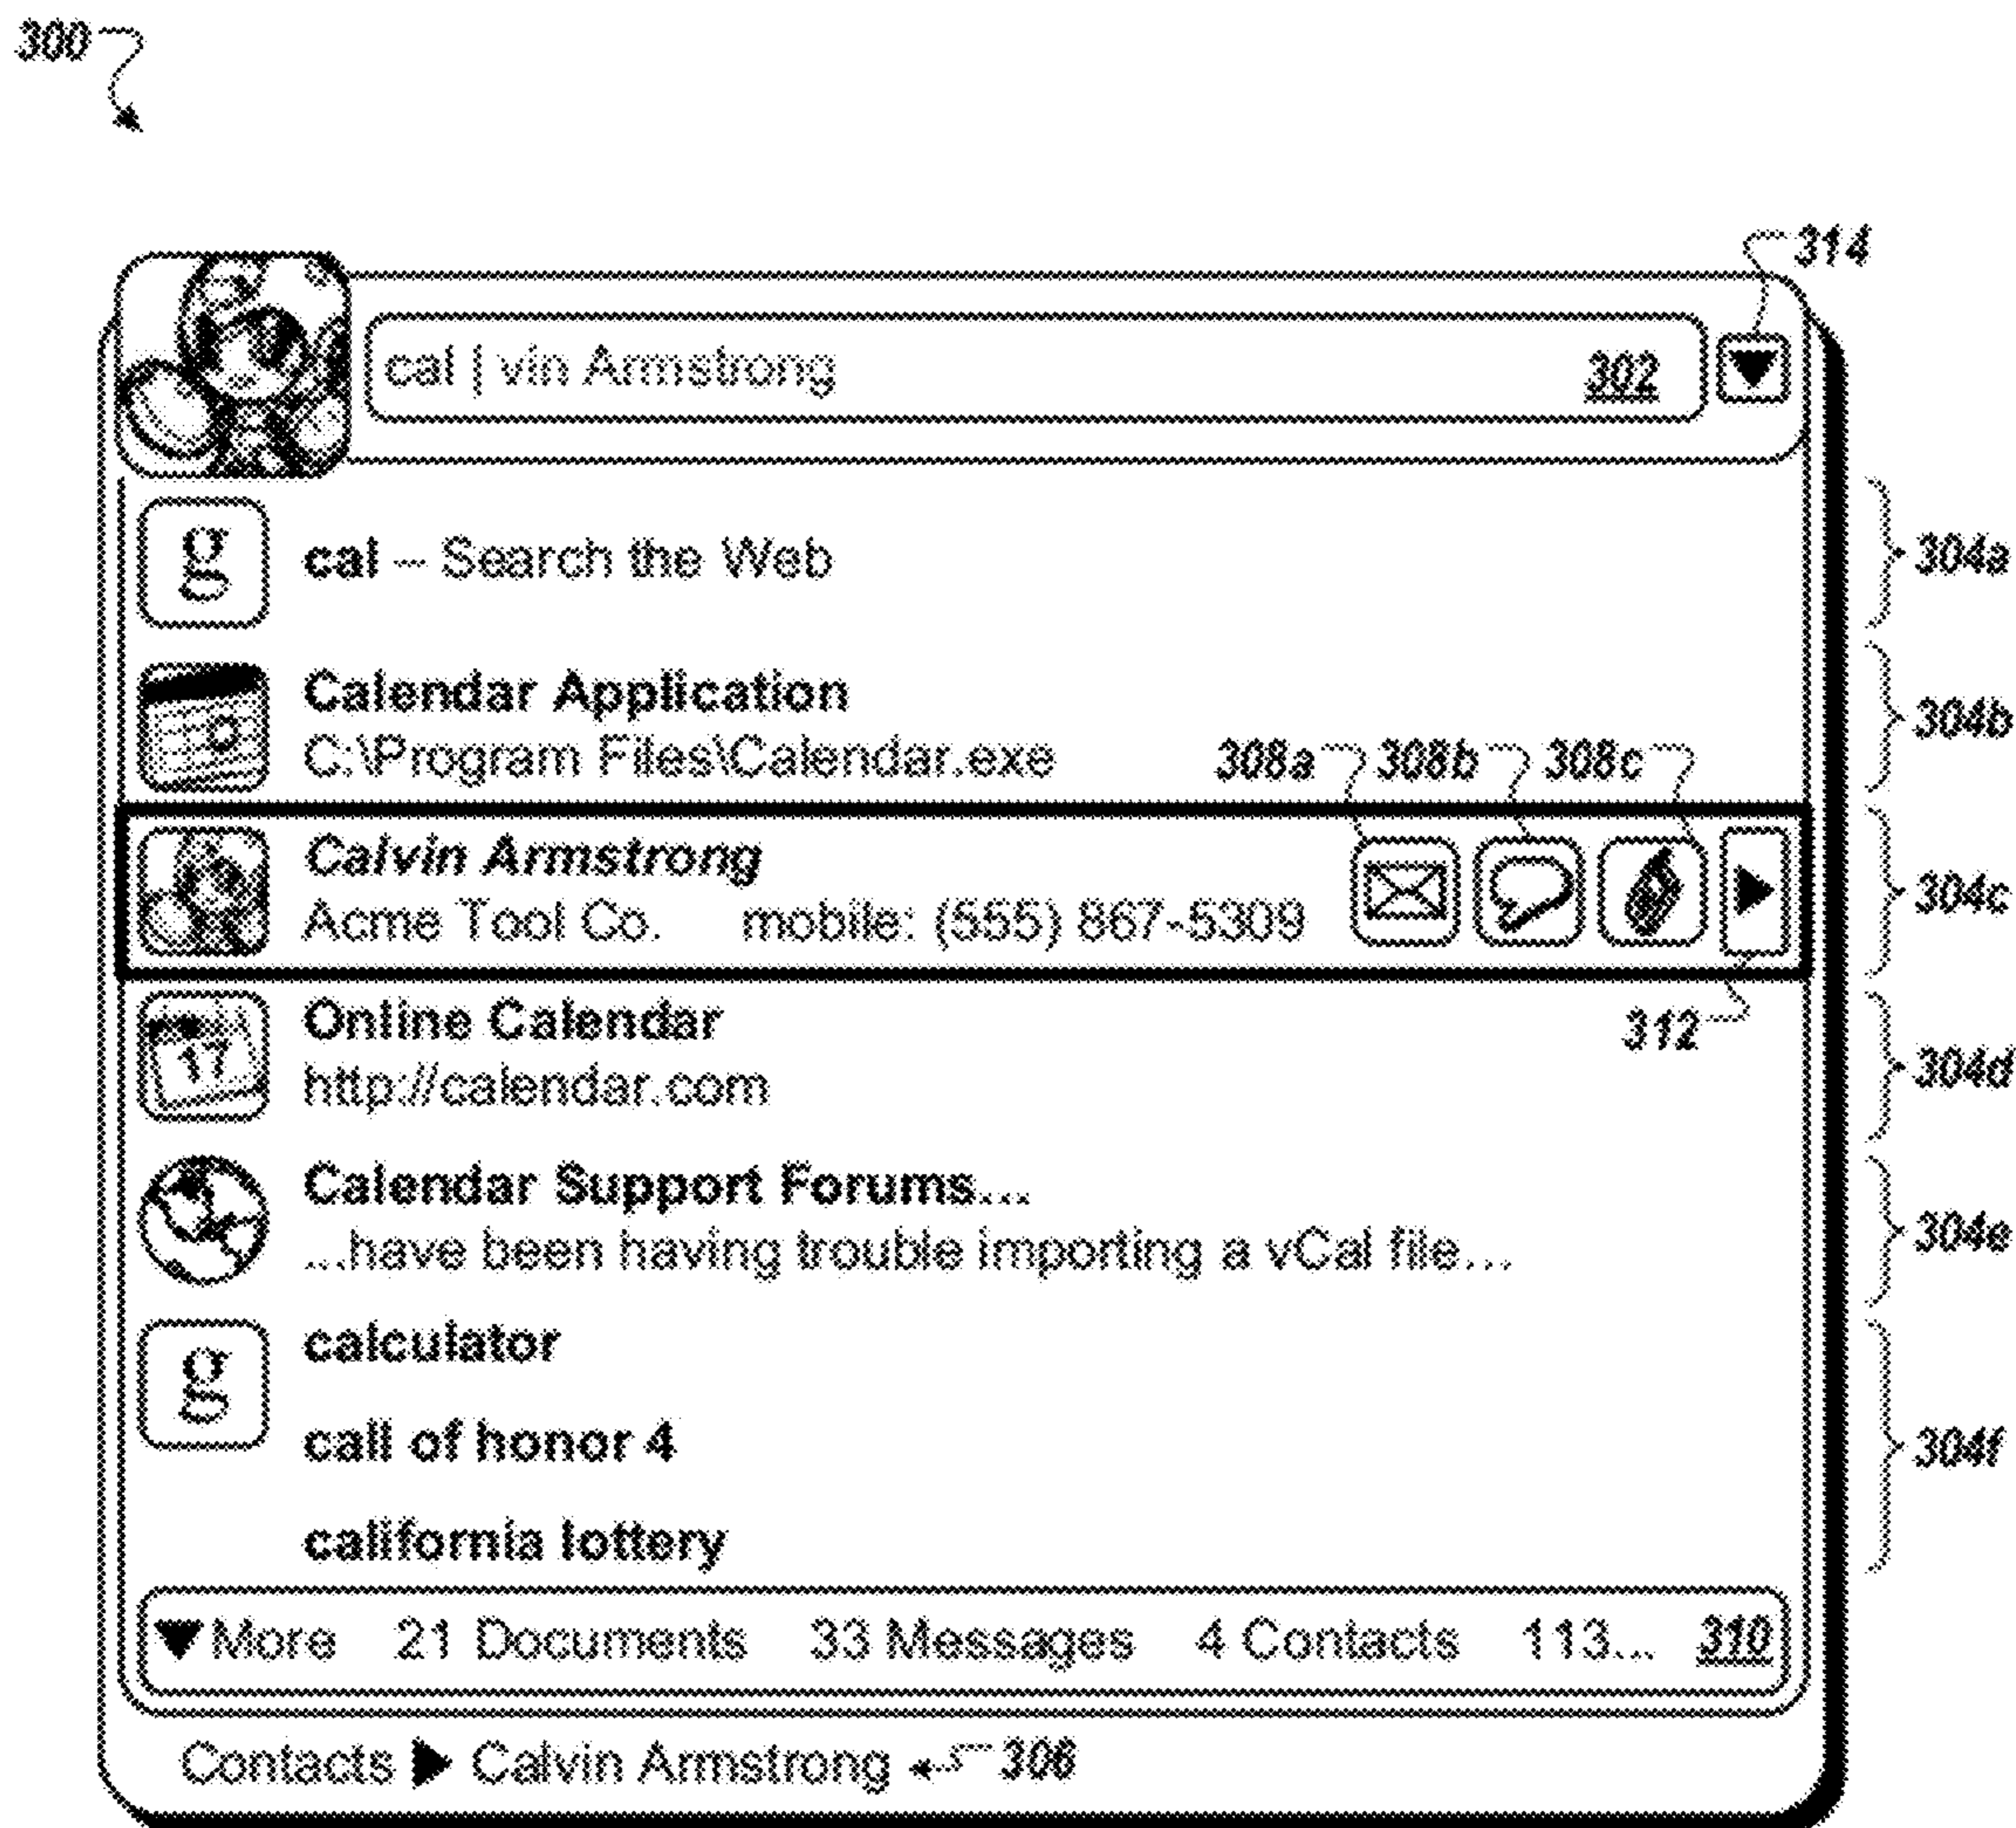 300
314
cal | vin Armstrong 302
g cal – Search the Web 304a
Calendar Application 304b
C:\Program Files\Calendar.exe 308a 308b 308c
Calvin Armstrong 304c
Acme Tool Co. mobile: (555) 867-5309
Online Calendar 312
17 http://calendar.com 304d
Calendar Support Forums... 304e
...have been having trouble importing a vCal file...
g calculator
call of honor 4 304f
california lottery
More 21 Documents 33 Messages 4 Contacts 113... 310
Contacts Calvin Armstrong 306